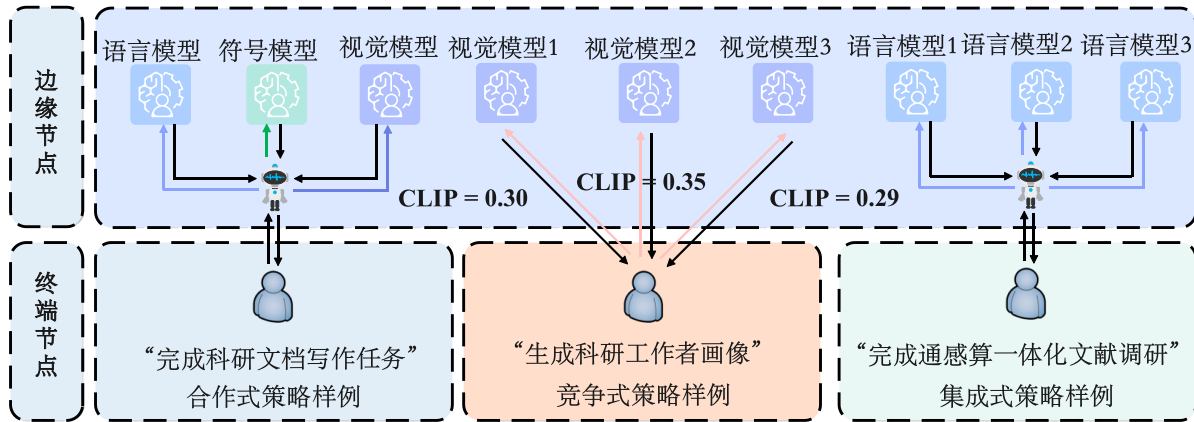 边缘节点
语言模型
符号模型
视觉模型
视觉模型1
视觉模型2
视觉模型3
语言模型1
语言模型2
语言模型3
CLIP = 0.30
CLIP = 0.35
CLIP = 0.29
终端节点
“完成科研文档写作任务”
合作式策略样例
“生成科研工作者画像”
竞争式策略样例
“完成通感算一体化文献调研”
集成式策略样例